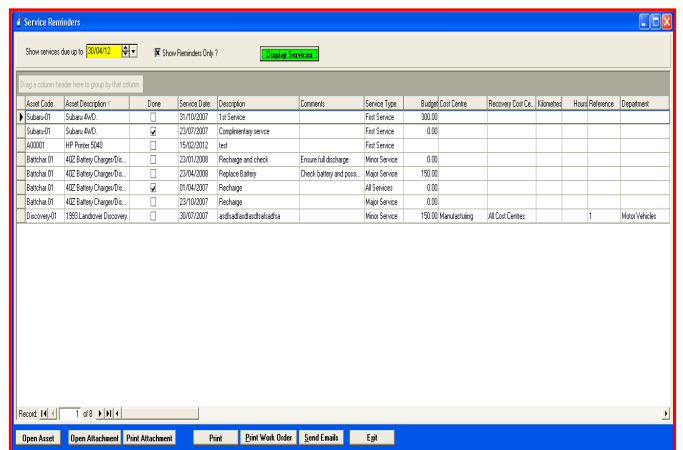 Service Reminders
Show services due up to 30/04/12 Show Reminders Only ? Display Services
Drag a column header here to group by that column.
Asset Code Asset Description Done Service Date Description Comments Service Type Budget Cost Centre Recovery Cost Ce... Kilometres Hours Reference Department
Subaru-01 Subaru 4WD. 31/10/2007 1st Service First Service 300.00
Subaru-01 Subaru 4WD. 23/07/2007 Complimentary servce First Service 0.00
A00001 HP Printer 5040 15/02/2012 test First Service
Battchar.01 40Z Battery Charger/Dis... 23/01/2008 Recharge and check Ensure full discharge Minor Service 0.00
Battchar.01 40Z Battery Charger/Dis... 23/04/2008 Replace Battery Check battery and possi... Major Service 150.00
Battchar.01 40Z Battery Charger/Dis... 01/04/2007 Recharge All Services 0.00
Battchar.01 40Z Battery Charger/Dis... 23/10/2007 Recharge Major Service 0.00
Discovery-01 1993 Landrover Discovery. 30/07/2007 Minor Service 150.00 Manufacturing All Cost Centres 1 Motor Vehicles
Record: 1 of 8
Open Asset Open Attachment Print Attachment Print Print Work Order Send Emails Exit